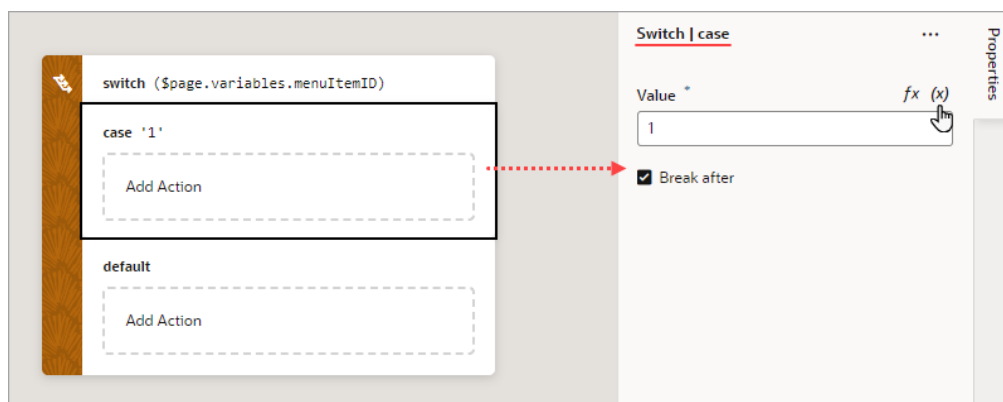 switch ($page.variables.menuItemID)
case '1'
Add Action
default
Add Action
Switch | case
...
Value *
fx (x)
1
Break after
Properties